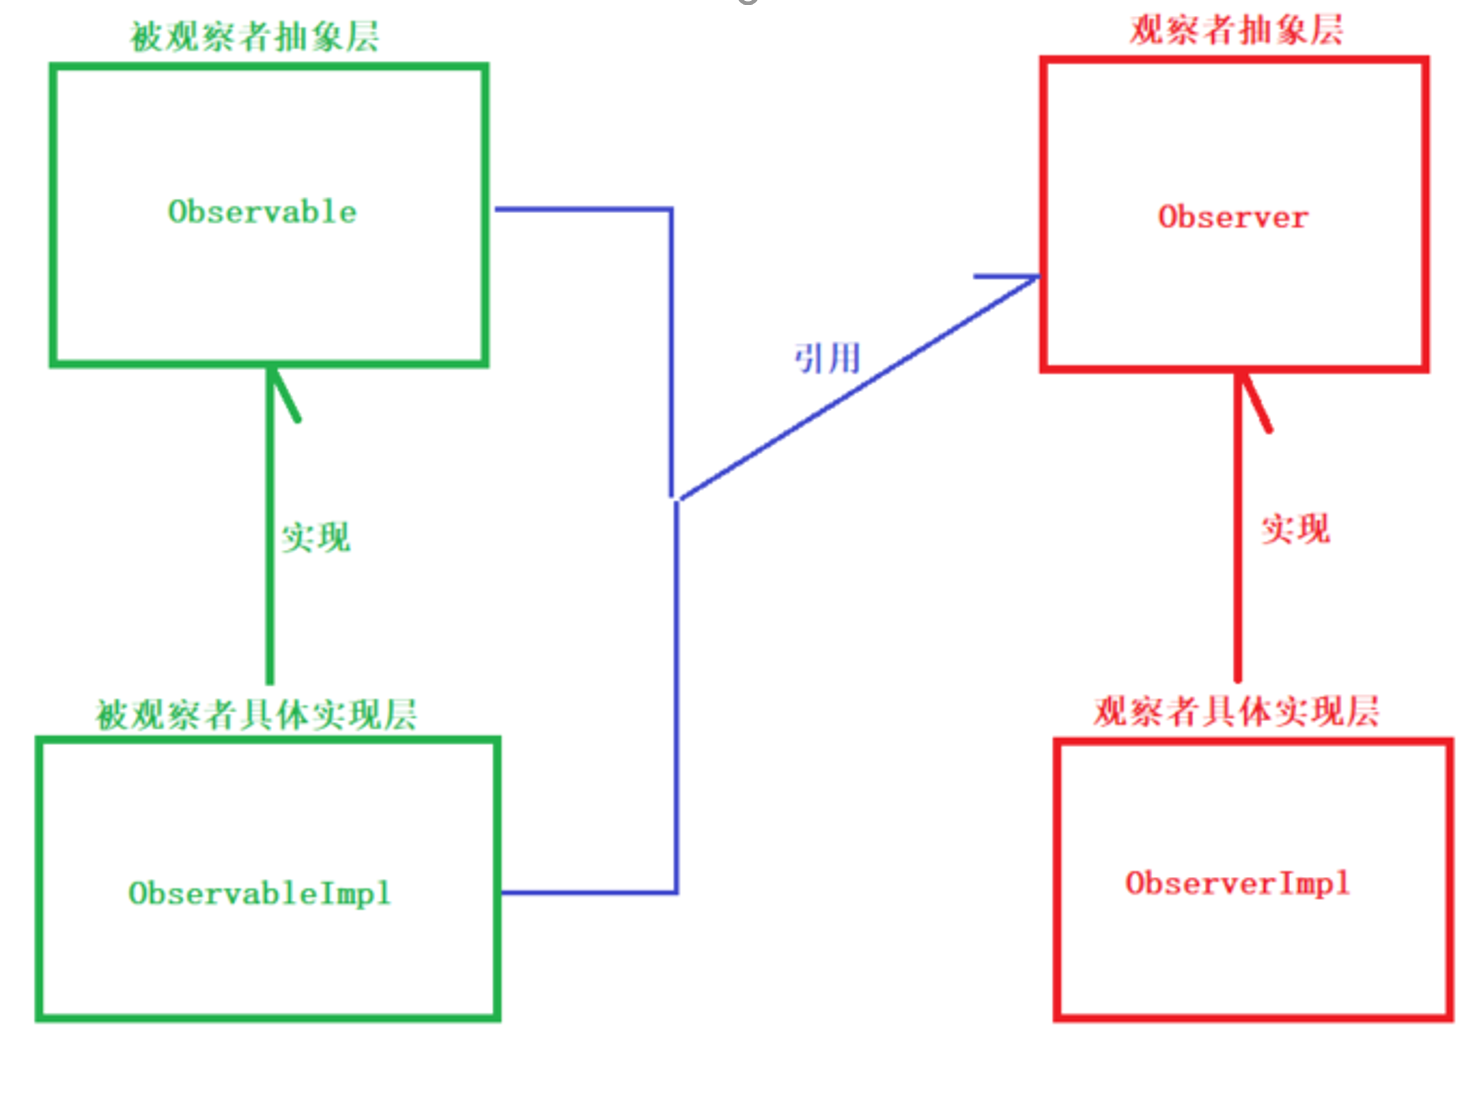 被观察者抽象层
观察者抽象层
Observable
Observer
引用
实现
实现
被观察者具体实现层
观察者具体实现层
ObservableImpl
ObserverImpl